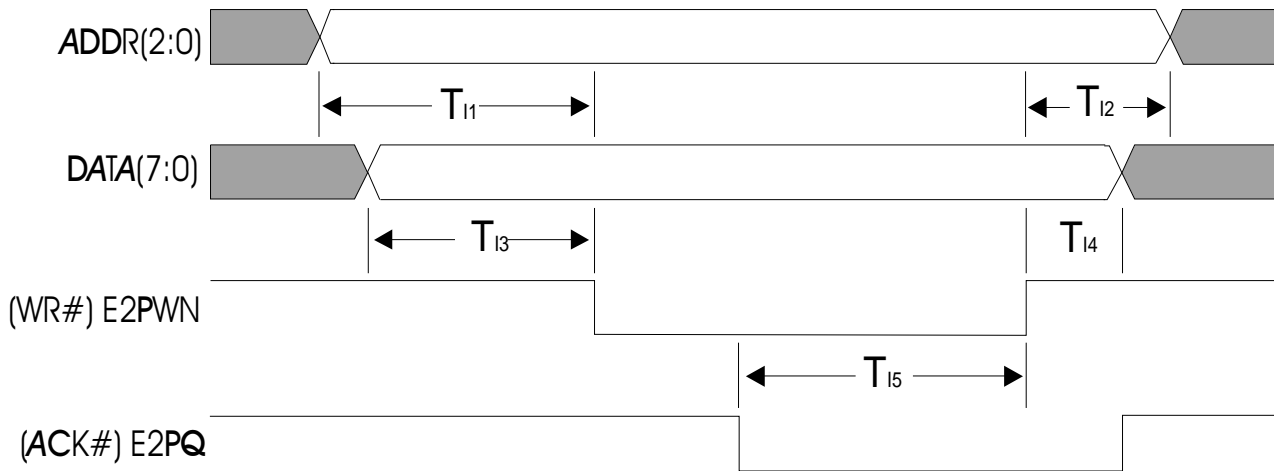 ADDR(2:0)
TI1
TI2
DATA(7:0)
TI3
TI4
(WR#) E2PWN
TI5
(ACK#) E2PQ